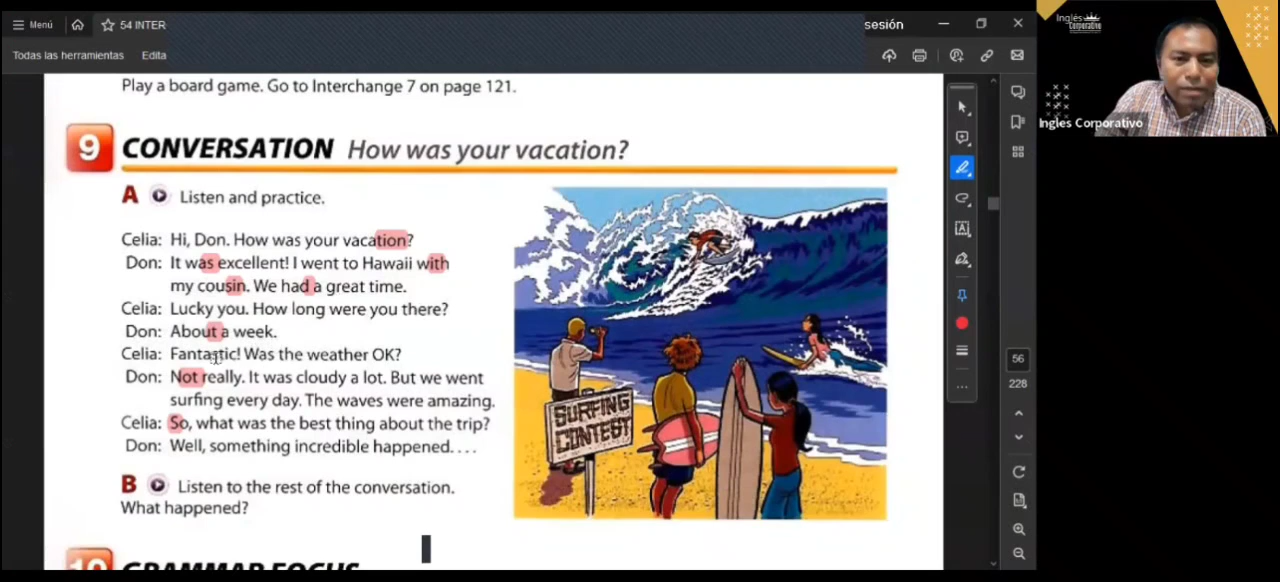 Menú
54 INTER
sesión
Todas las herramientas
Edita
Play a board game. Go to Interchange 7 on page 121.
9 CONVERSATION How was your vacation?
A Listen and practice.
Celia: Hi, Don. How was your vacation?
Don: It was excellent! I went to Hawaii with
my cousin. We had a great time.
Celia: Lucky you. How long were you there?
Don: About a week.
Celia: Fantastic! Was the weather OK?
Don: Not really. It was cloudy a lot. But we went
surfing every day. The waves were amazing.
Celia: So, what was the best thing about the trip?
Don: Well, something incredible happened. . . .
B Listen to the rest of the conversation.
What happened?
SURFING
CONTEST
10 GRAMMAR FOCUS
56
228
Inglés
Corporativo
Ingles Corporativo